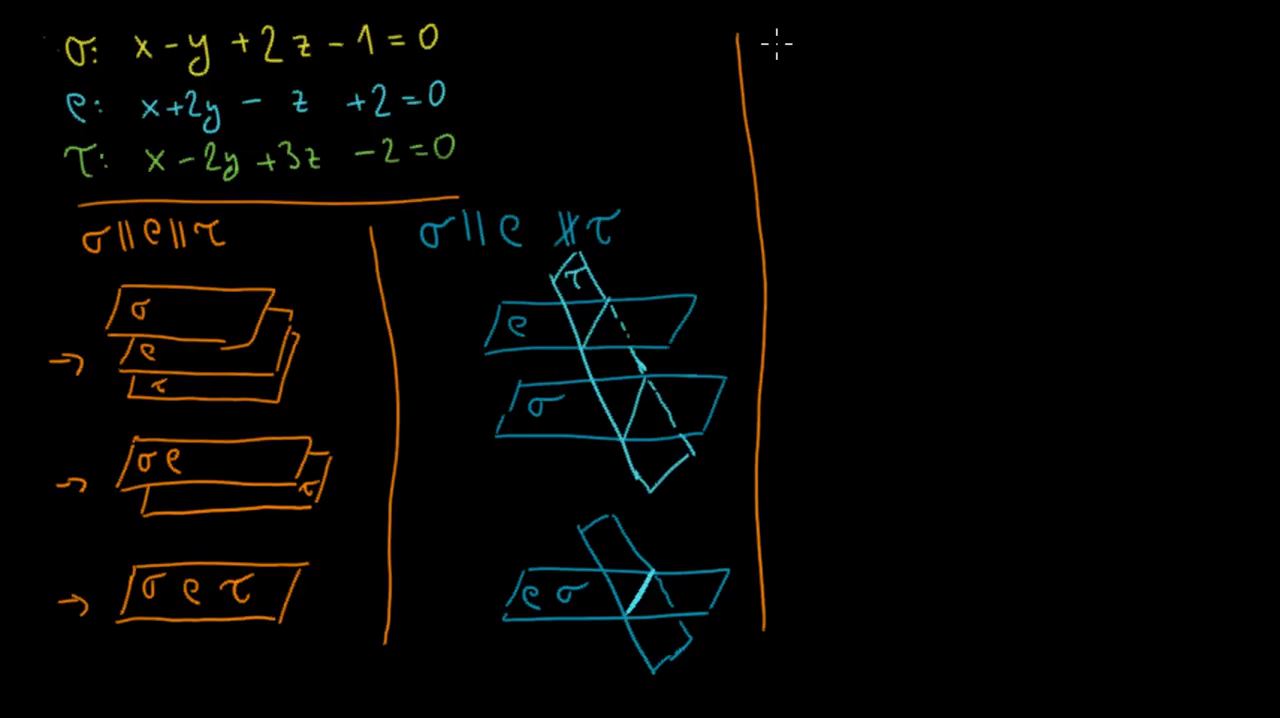 σ: x - y + 2z - 1 = 0
ρ: x + 2y - z + 2 = 0
τ: x - 2y + 3z - 2 = 0
σ ∥ ρ ∥ τ
σ
ρ
τ
σ ρ
τ
σ ρ τ
σ ∥ ρ ∦ τ
τ
ρ
σ
ρ σ